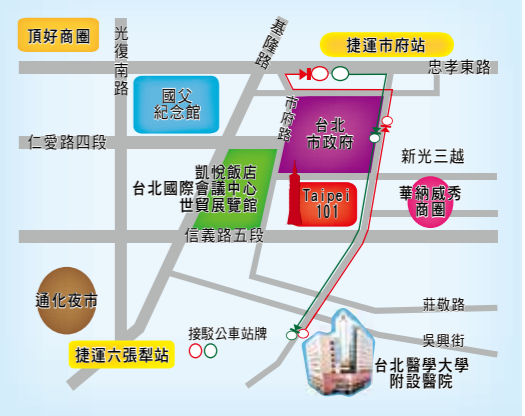 頂好商圈
光復南路
基隆路
捷運市府站
忠孝東路
國父
紀念館
市府路
台北
市政府
仁愛路四段
新光三越
凱悅飯店
台北國際會議中心
世貿展覽館
Taipei
101
華納威秀
商圈
信義路五段
通化夜市
莊敬路
接駁公車站牌
吳興街
捷運六張犁站
台北醫學大學
附設醫院